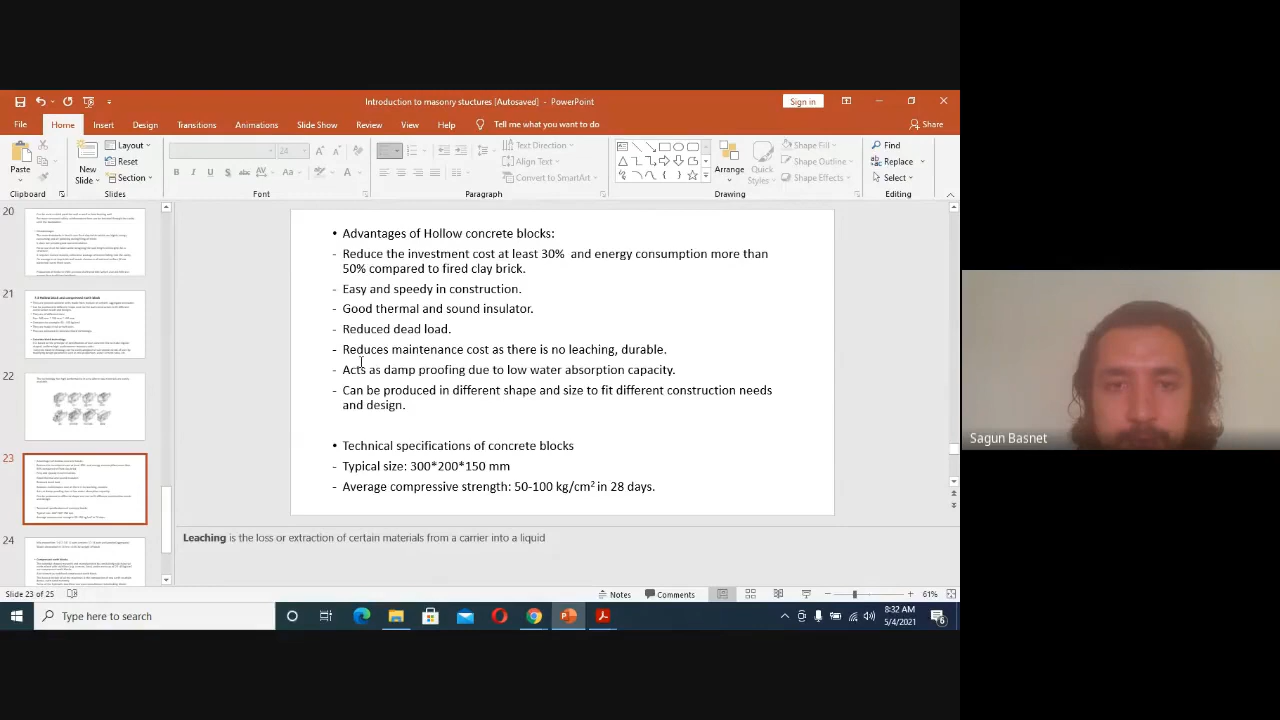 Introduction to masonry stuctures [Autosaved] - PowerPoint
Sign in
File Home Insert Design Transitions Animations Slide Show Review View Help Tell me what you want to do Share
Paste
Clipboard
New
Slide
Layout
Reset
Section
Slides
24
Font
Paragraph
Text Direction
Align Text
Convert to SmartArt
Arrange
Quick
Styles
Shape Fill
Shape Outline
Shape Effects
Drawing
Find
Replace
Select
Editing
20
21
22
23
24
• Advantages of Hollow concrete blocks:
- Reduce the investment cost at least 30% and energy consumption more than
50% compared to fired clay brick.
- Easy and speedy in construction.
- Good thermal and sound insulator.
- Reduced dead load.
- Reduces maintenance cost as there is no leaching, durable.
- Acts as damp proofing due to low water absorption capacity.
- Can be produced in different shape and size to fit different construction needs
and design.
• Technical specifications of concrete blocks
- Typical size: 300*200*150 mm
- Average compressive strength: 50-100 kg/cm² in 28 days.
Leaching is the loss or extraction of certain materials from a carrier into a liquid
Slide 23 of 25
Notes
Comments
61%
Type here to search
8:32 AM
5/4/2021
6
Sagun Basnet